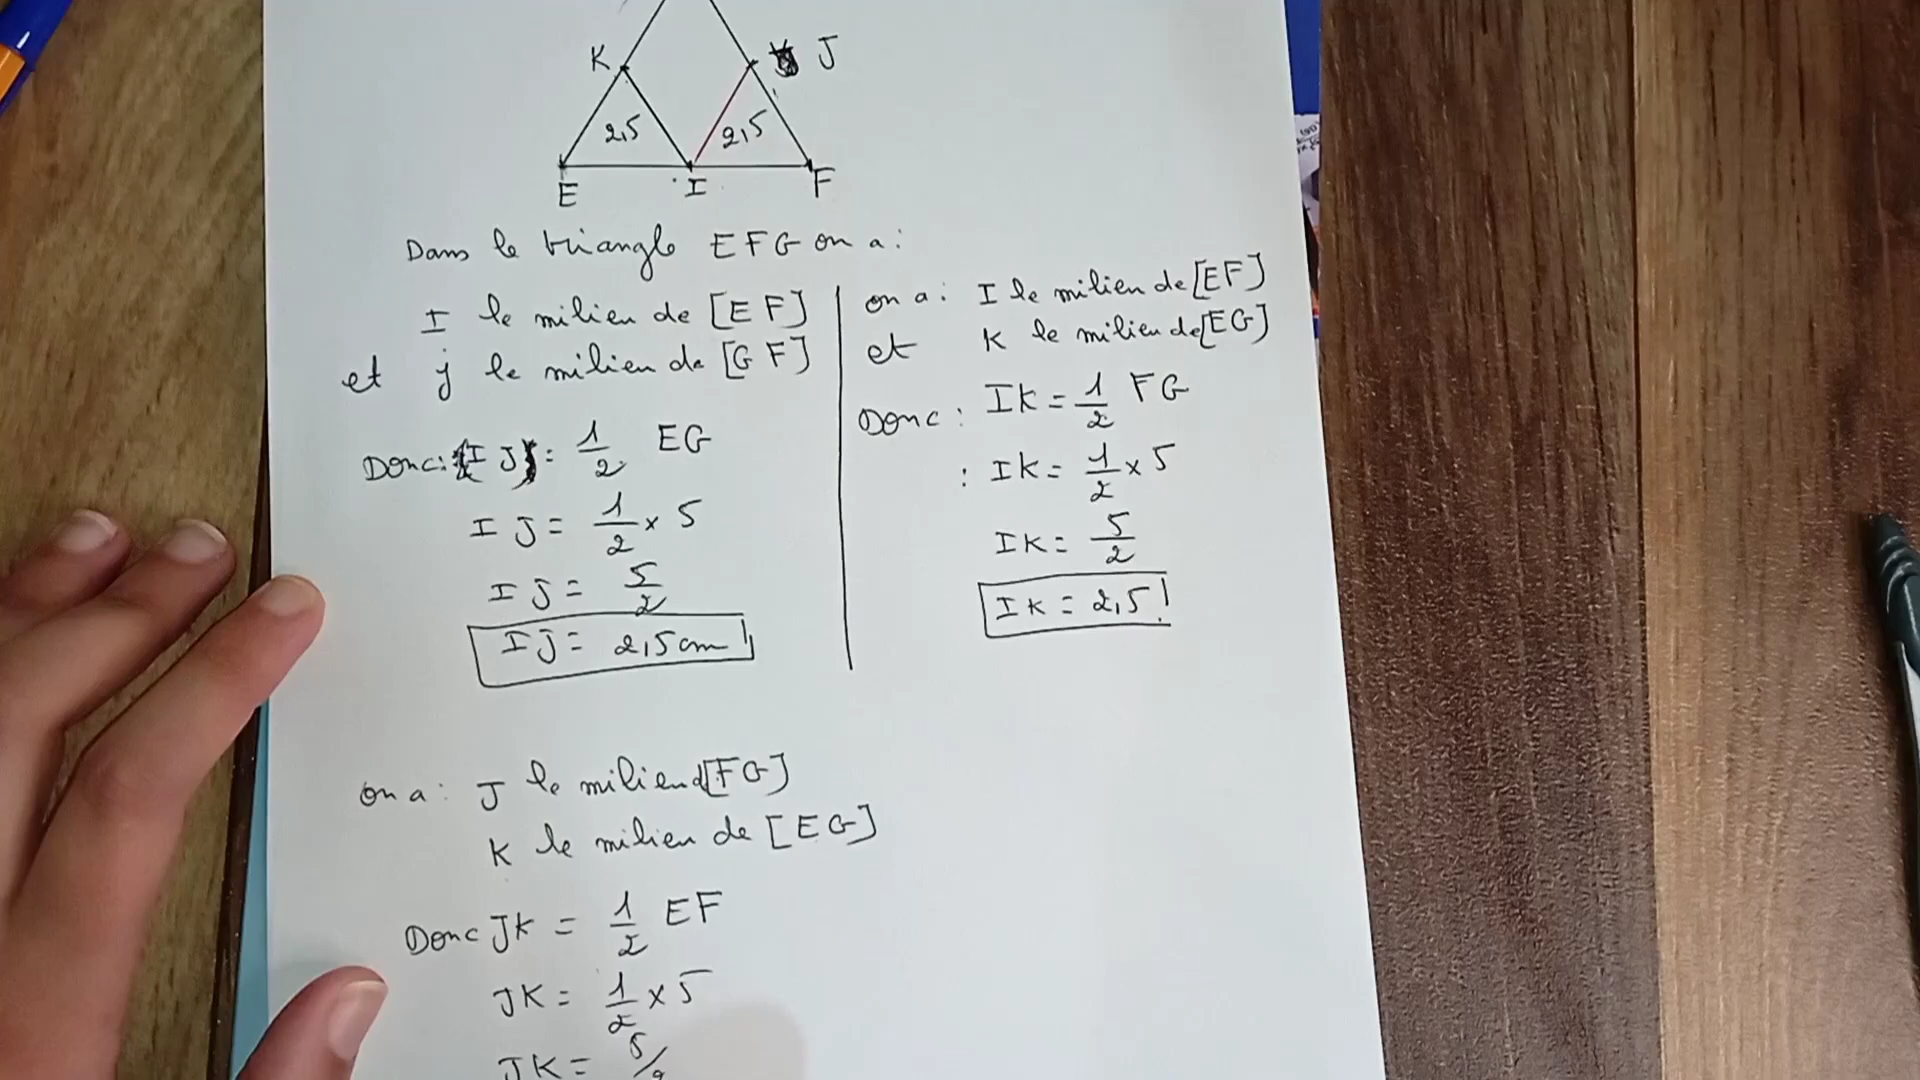 K
J
2,5
2,5
E
I
F
Dans le triangle EFG on a:
I le milieu de [EF]
et j le milieu de [GF]
Donc: IJ = 1/2 EG
IJ = 1/2 x 5
IJ = 5/2
IJ = 2,5 cm
on a: I le milieu de [EF]
et K le milieu de [EG]
Donc: IK = 1/2 FG
: IK = 1/2 x 5
IK = 5/2
IK = 2,5
on a: J le milieu d [FG]
K le milieu de [EG]
Donc JK = 1/2 EF
JK = 1/2 x 5
JK = 5/2